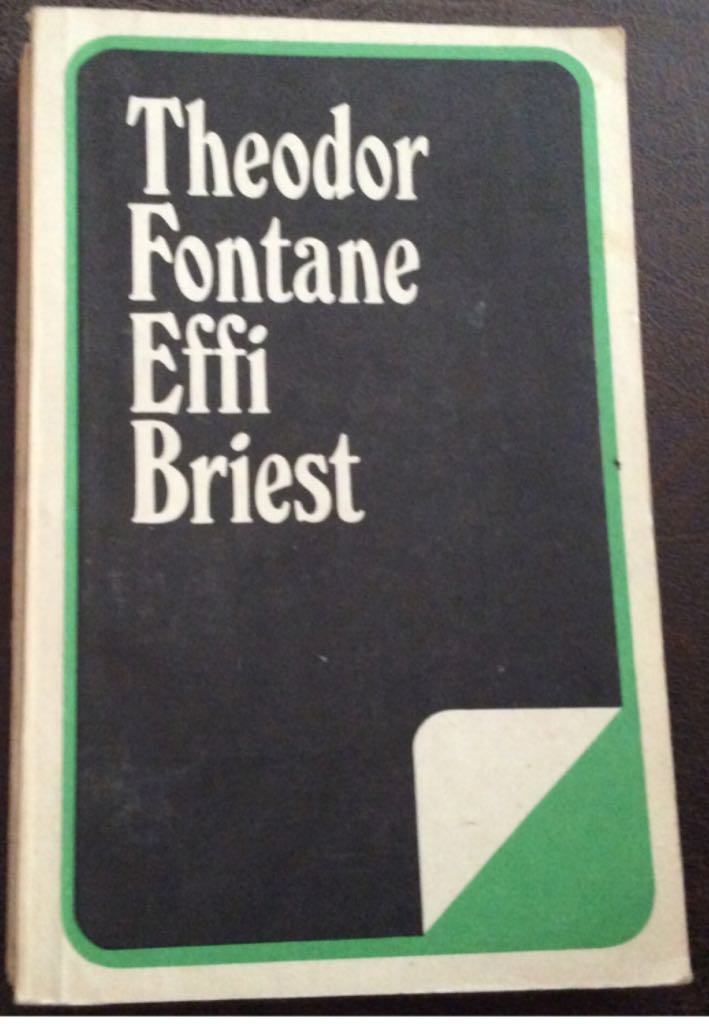 Theodor
Fontane
Effi
Briest